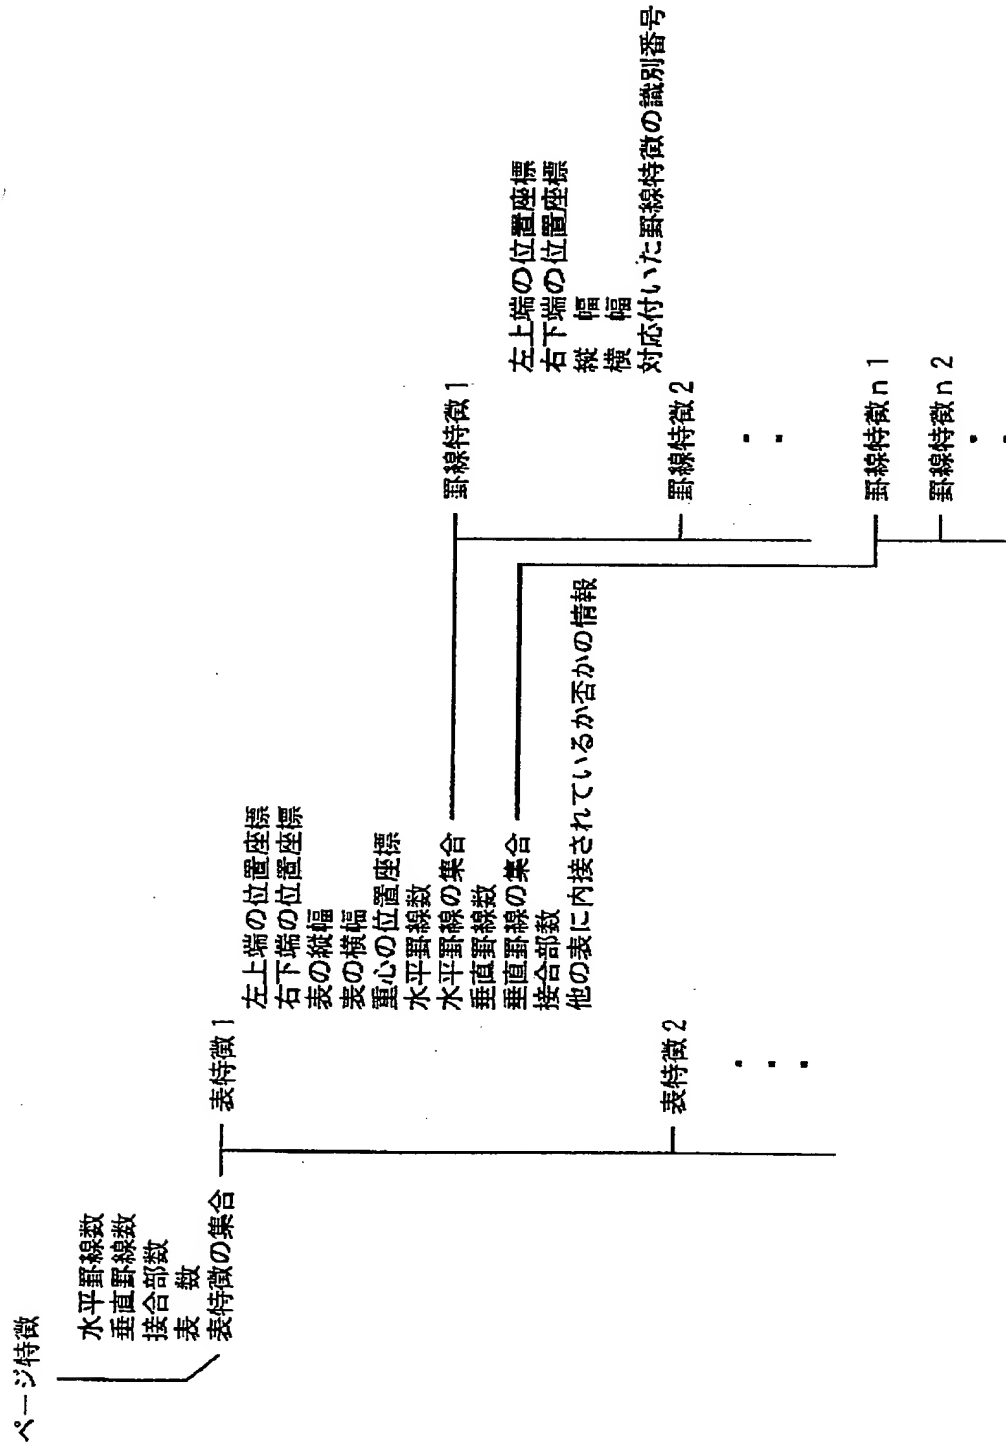 ページ特徴
水平罫線数
垂直罫線数
接合部数
表 数
表特徴の集合
表特徴1
左上端の位置座標
右下端の位置座標
表の縦幅
表の横幅
重心の位置座標
水平罫線数
水平罫線の集合
垂直罫線数
垂直罫線の集合
接合部数
他の表に内接されているか否かの情報
表特徴2
罫線特徴1
左上端の位置座標
右下端の位置座標
縦 幅
横 幅
対応付いた罫線特徴の識別番号
罫線特徴2
罫線特徴n1
罫線特徴n2